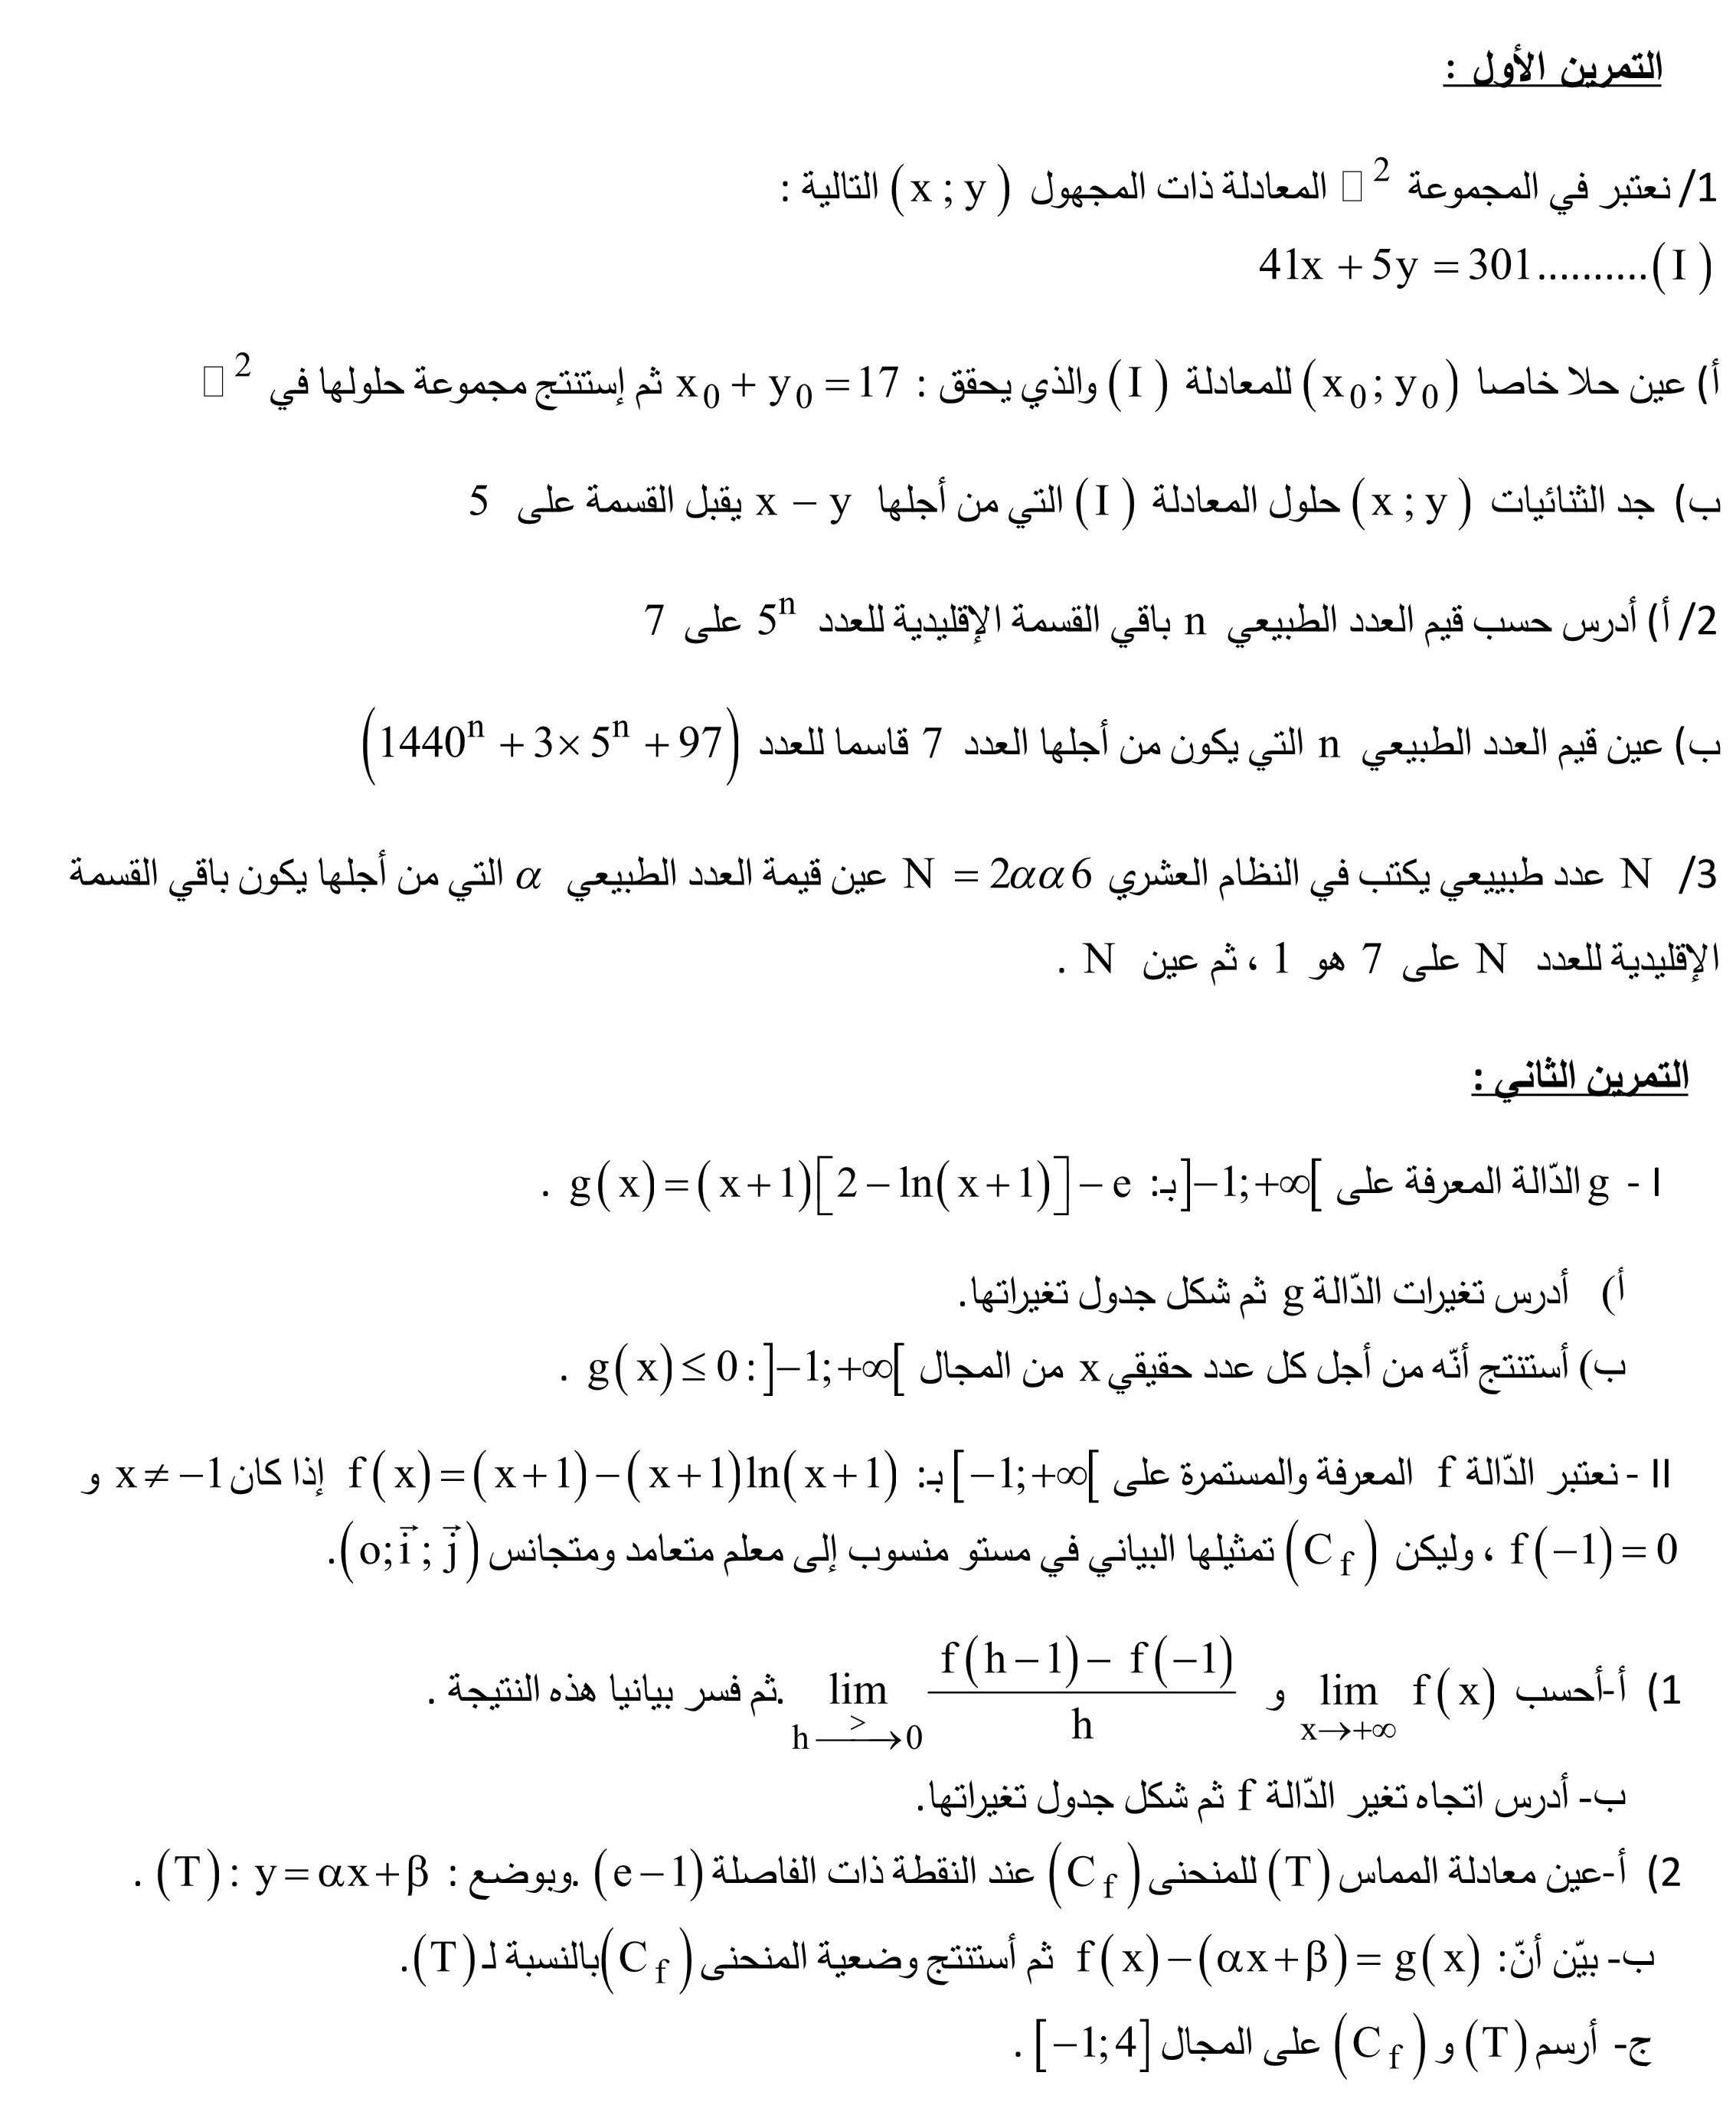 التمرين الأول :
1/ نعتبر في المجموعة □² المعادلة ذات المجهول (x ; y) التالية :
41x + 5y = 301..........(I)
أ) عين حلا خاصا (x₀; y₀) للمعادلة (I) والذي يحقق : x₀ + y₀ = 17 ثم إستنتج مجموعة حلولها في □²
ب) جد الثنائيات (x ; y) حلول المعادلة (I) التي من أجلها x − y يقبل القسمة على 5
2/ أ) أدرس حسب قيم العدد الطبيعي n باقي القسمة الإقليدية للعدد 5ⁿ على 7
ب) عين قيم العدد الطبيعي n التي يكون من أجلها العدد 7 قاسما للعدد (1440ⁿ + 3× 5ⁿ + 97)
3/ N عدد طبييعي يكتب في النظام العشري N = 2αα6 عين قيمة العدد الطبيعي α التي من أجلها يكون باقي القسمة
الإقليدية للعدد N على 7 هو 1 ، ثم عين N .
التمرين الثاني :
I - g الدّالة المعرفة على ]−1;+∞[ بـ: g(x)=(x+1)[2−ln(x+1)]−e .
أ) أدرس تغيرات الدّالة g ثم شكل جدول تغيراتها.
ب) أستنتج أنّه من أجل كل عدد حقيقي x من المجال ]−1;+∞[ : g(x)≤0 .
II - نعتبر الدّالة f المعرفة والمستمرة على [−1;+∞[ بـ: f(x)=(x+1)−(x+1)ln(x+1) إذا كان x≠−1 و
f(−1)=0 ، وليكن (C_f) تمثيلها البياني في مستو منسوب إلى معلم متعامد ومتجانس (o;i⃗;j⃗).
1) أ-أحسب lim_{x→+∞} f(x) و lim_{h→^{>}0} (f(h−1)− f(−1))/h .ثم فسر بيانيا هذه النتيجة .
ب- أدرس اتجاه تغير الدّالة f ثم شكل جدول تغيراتها.
2) أ-عين معادلة المماس (T) للمنحنى (C_f) عند النقطة ذات الفاصلة (e−1) .وبوضع : (T): y=αx+β .
ب- بيّن أنّ: f(x)−(αx+β)=g(x) ثم أستنتج وضعية المنحنى (C_f) بالنسبة لـ (T).
ج- أرسم (T) و (C_f) على المجال [−1;4] .